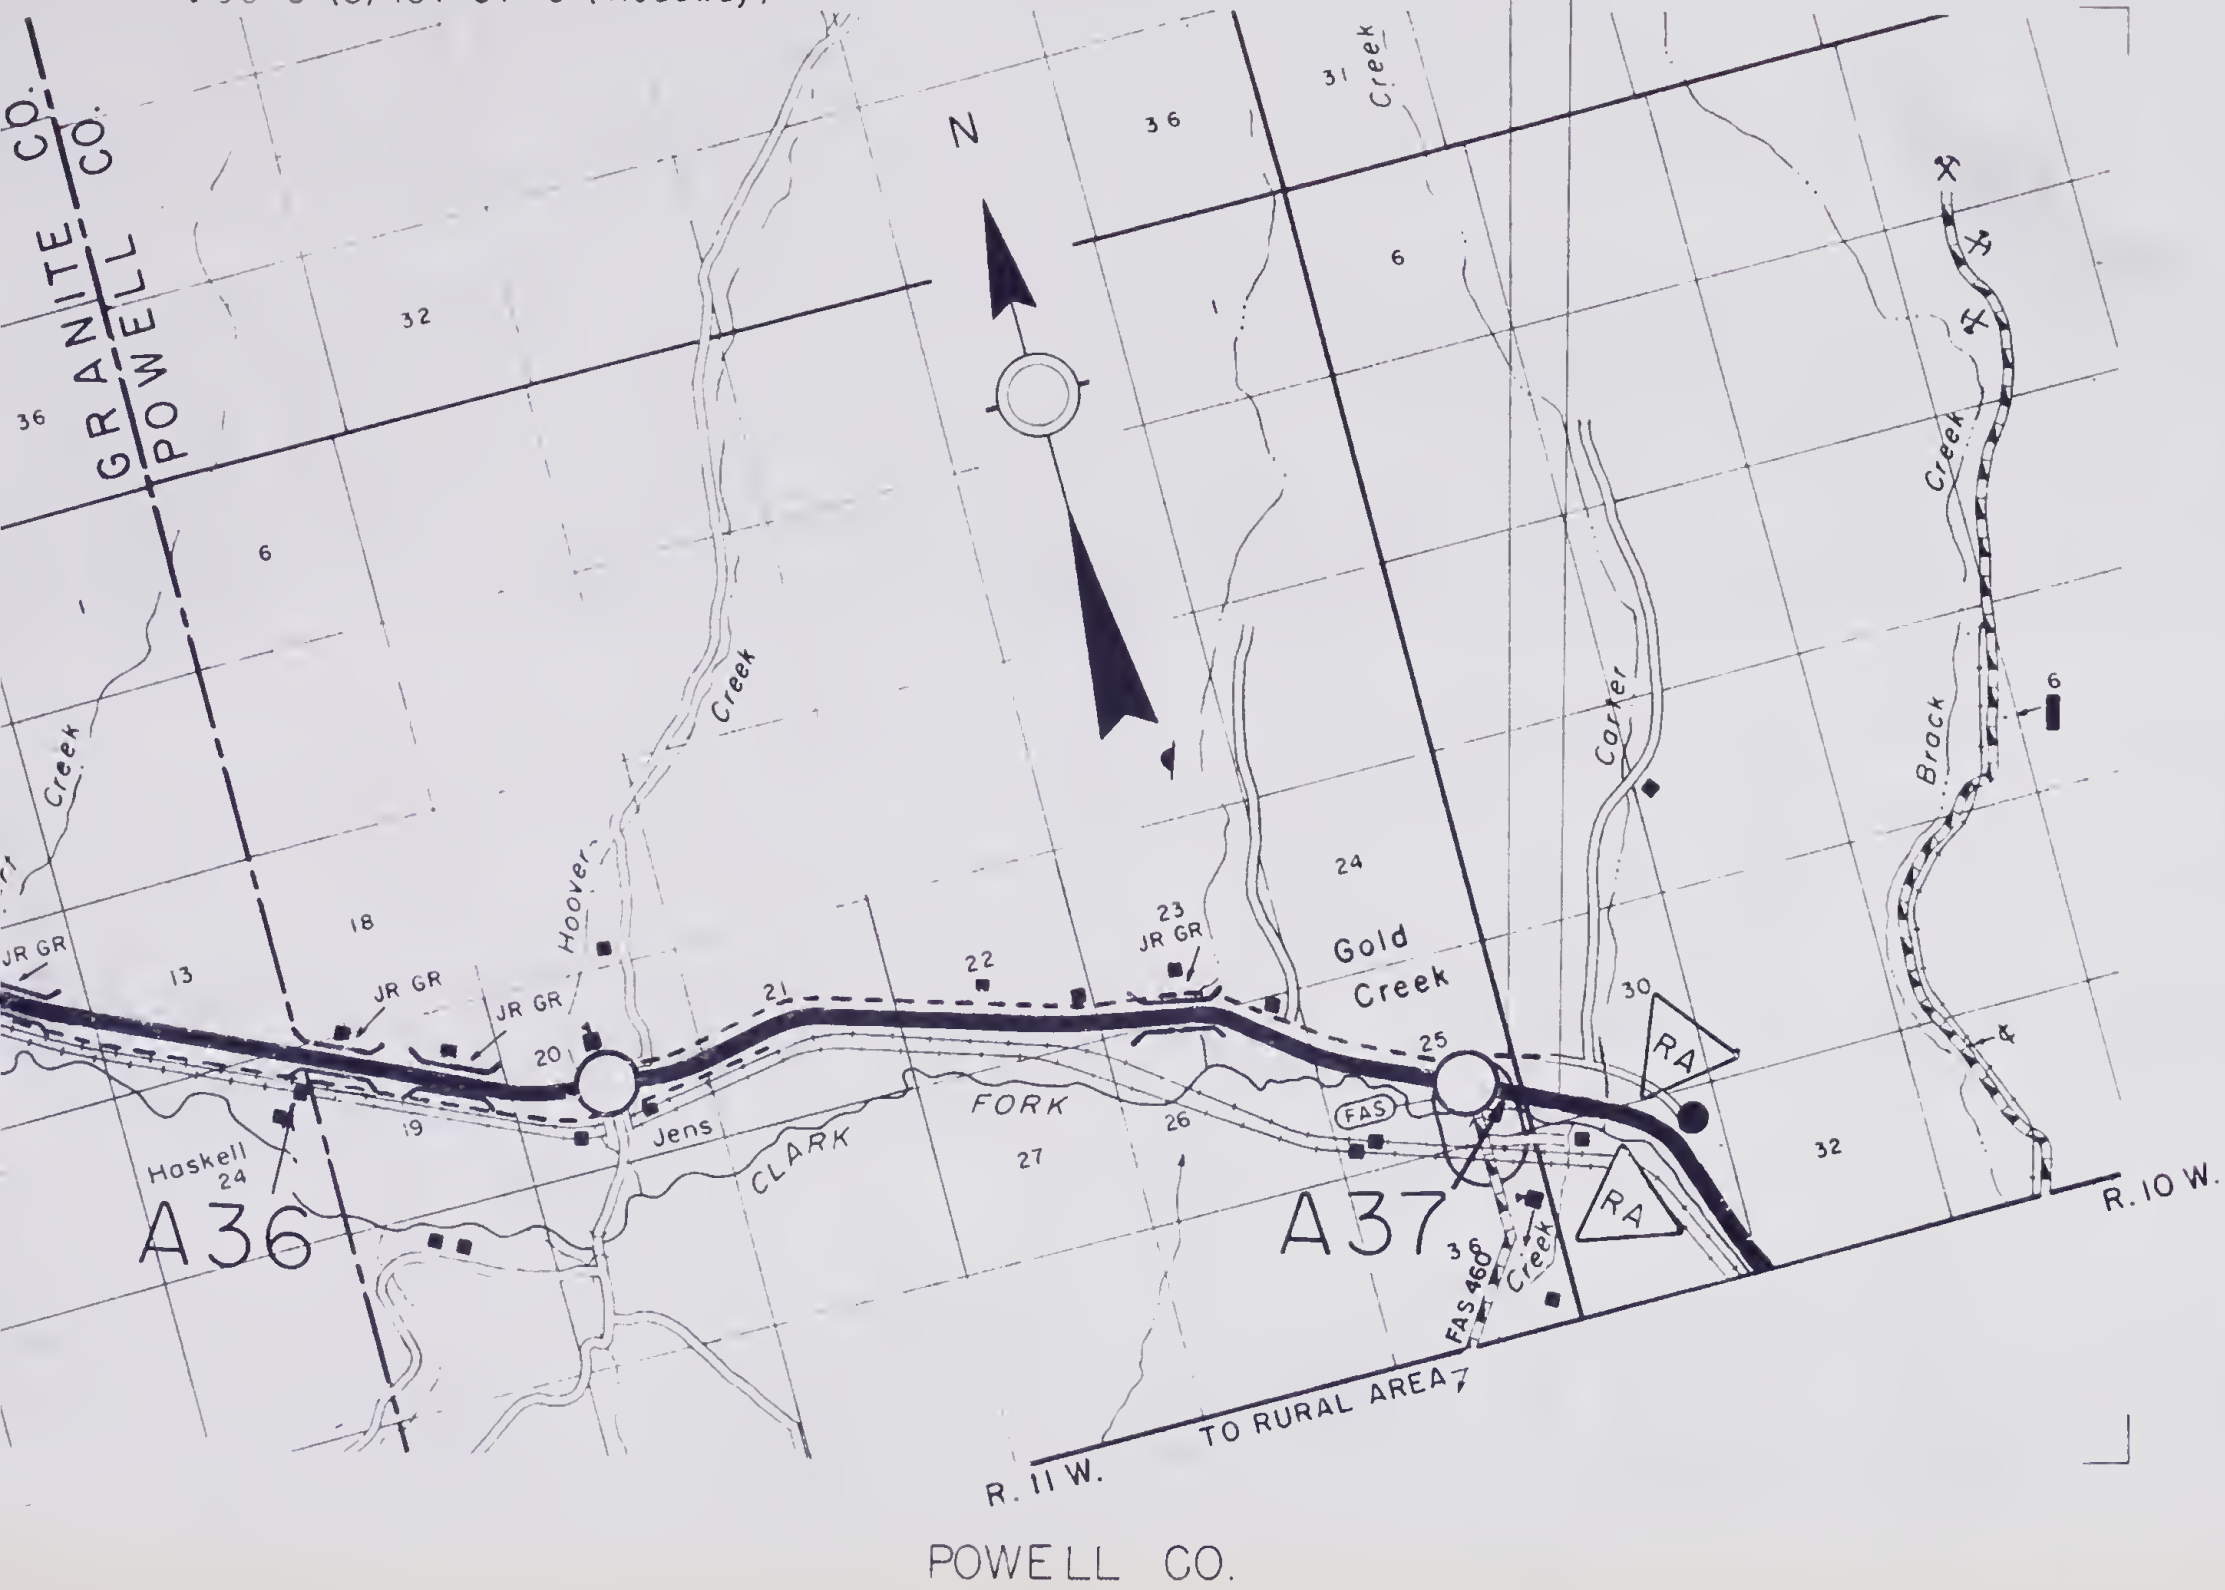 GRANITE CO.
POWELL CO.
N
36
31
Creek
36
32
6
1
6
1
Creek
Creek
Hoover
Creek
Carter
Brock
6
24
18
13
JR GR
JR GR
JR GR
20
21
22
23
JR GR
Gold
Creek
25
30
RA
4
19
Haskell
24
Jens
CLARK
FORK
27
26
FAS
32
RA
A36
A37
36
Creek
FAS 460
R. 10 W.
TO RURAL AREA 7
R. 11 W.
POWELL CO.